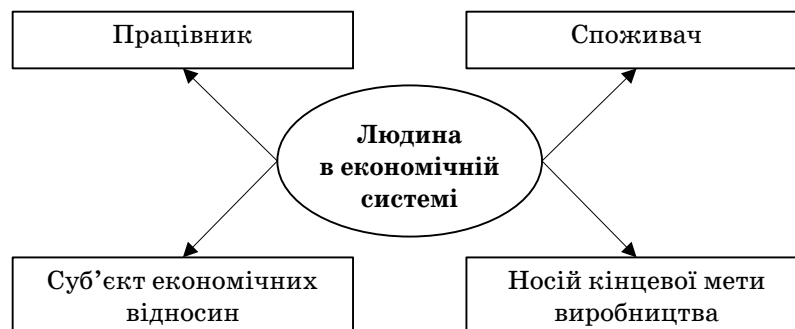 Працівник
Споживач
Людина
в економічній
системі
Суб’єкт економічних
відносин
Носій кінцевої мети
виробництва